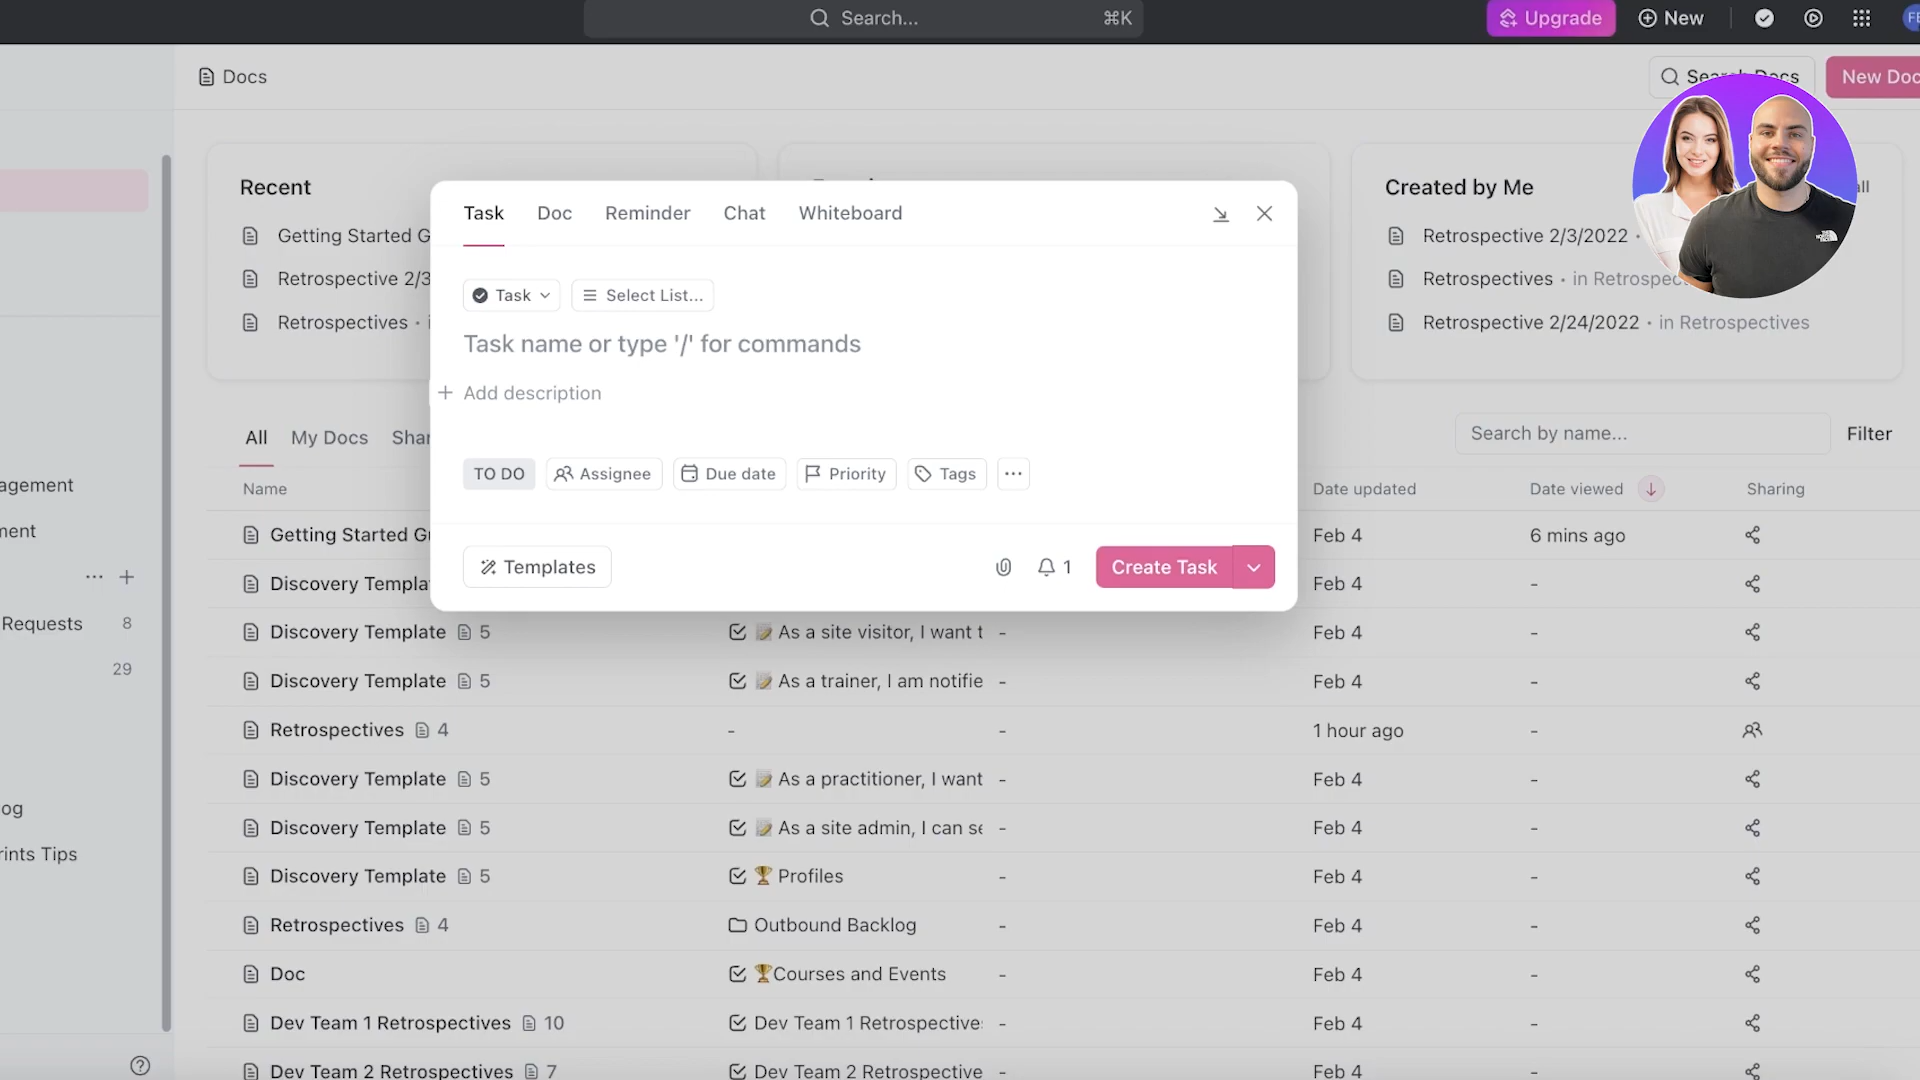 Search... ⌘K
Upgrade
New
Docs
New Doc
Recent
Getting Started G
Retrospective 2/3
Retrospectives ·
Created by Me
Retrospective 2/3/2022 ·
Retrospectives · in Retrospec
Retrospective 2/24/2022 · in Retrospectives
Task Doc Reminder Chat Whiteboard
Task Select List...
Task name or type '/' for commands
+ Add description
TO DO Assignee Due date Priority Tags ...
Templates 1 Create Task
All My Docs Shar
Search by name... Filter
Name Date updated Date viewed Sharing
Getting Started Gu Feb 4 6 mins ago
Discovery Templa Feb 4 -
Discovery Template 5 As a site visitor, I want t - Feb 4 -
Discovery Template 5 As a trainer, I am notifie - Feb 4 -
Retrospectives 4 - - 1 hour ago -
Discovery Template 5 As a practitioner, I want - Feb 4 -
Discovery Template 5 As a site admin, I can se - Feb 4 -
Discovery Template 5 Profiles - Feb 4 -
Retrospectives 4 Outbound Backlog - Feb 4 -
Doc Courses and Events - Feb 4 -
Dev Team 1 Retrospectives 10 Dev Team 1 Retrospective - Feb 4 -
Dev Team 2 Retrospectives 7 Dev Team 2 Retrospective - Feb 4 -
agement
ment
... +
Requests 8
29
og
rints Tips